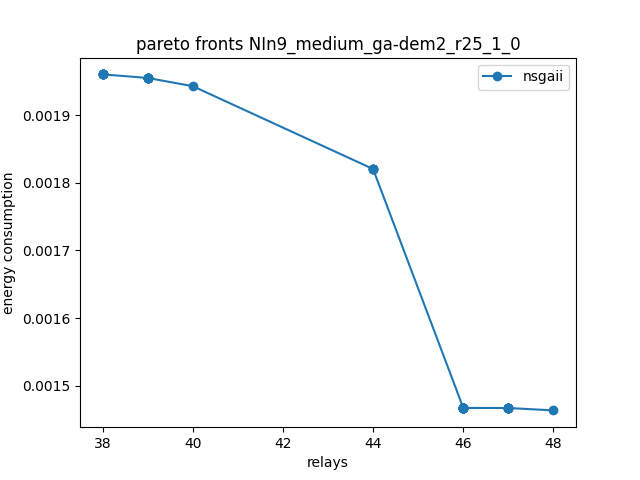 pareto fronts NIn9_medium_ga-dem2_r25_1_0
nsgaii
energy consumption
0.0019
0.0018
0.0017
0.0016
0.0015
38 40 42 44 46 48
relays